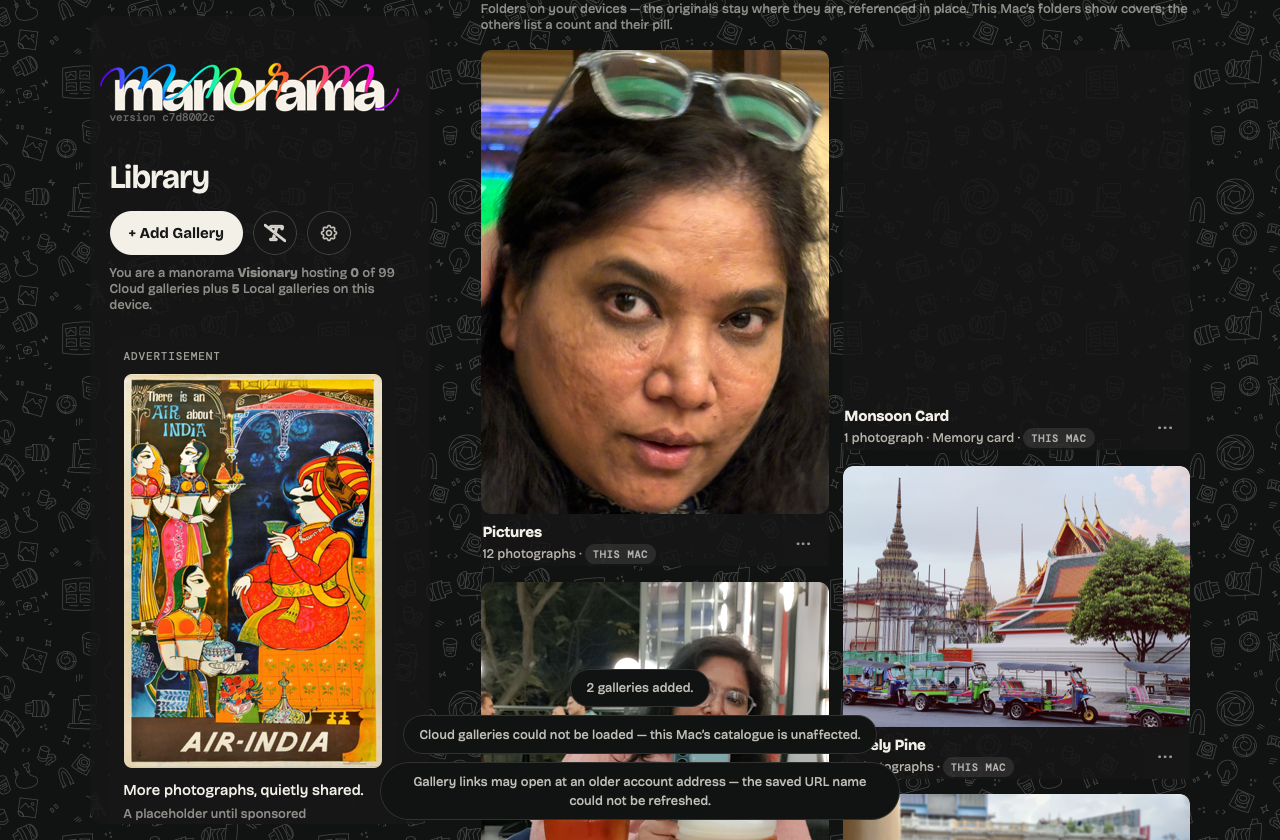 Folders on your devices — the originals stay where they are, referenced in place. This Mac's folders show covers; the
others list a count and their pill.
mnrm
manorama
version c7d8002c
Library
+ Add Gallery
You are a manorama Visionary hosting 0 of 99
Cloud galleries plus 5 Local galleries on this
device.
ADVERTISEMENT
There is an
AIR about
INDIA
AIR-INDIA
More photographs, quietly shared.
A placeholder until sponsored
Pictures
12 photographs · THIS MAC
Monsoon Card
1 photograph · Memory card · THIS MAC
ely Pine
ographs · THIS MAC
2 galleries added.
Cloud galleries could not be loaded — this Mac's catalogue is unaffected.
Gallery links may open at an older account address — the saved URL name
could not be refreshed.